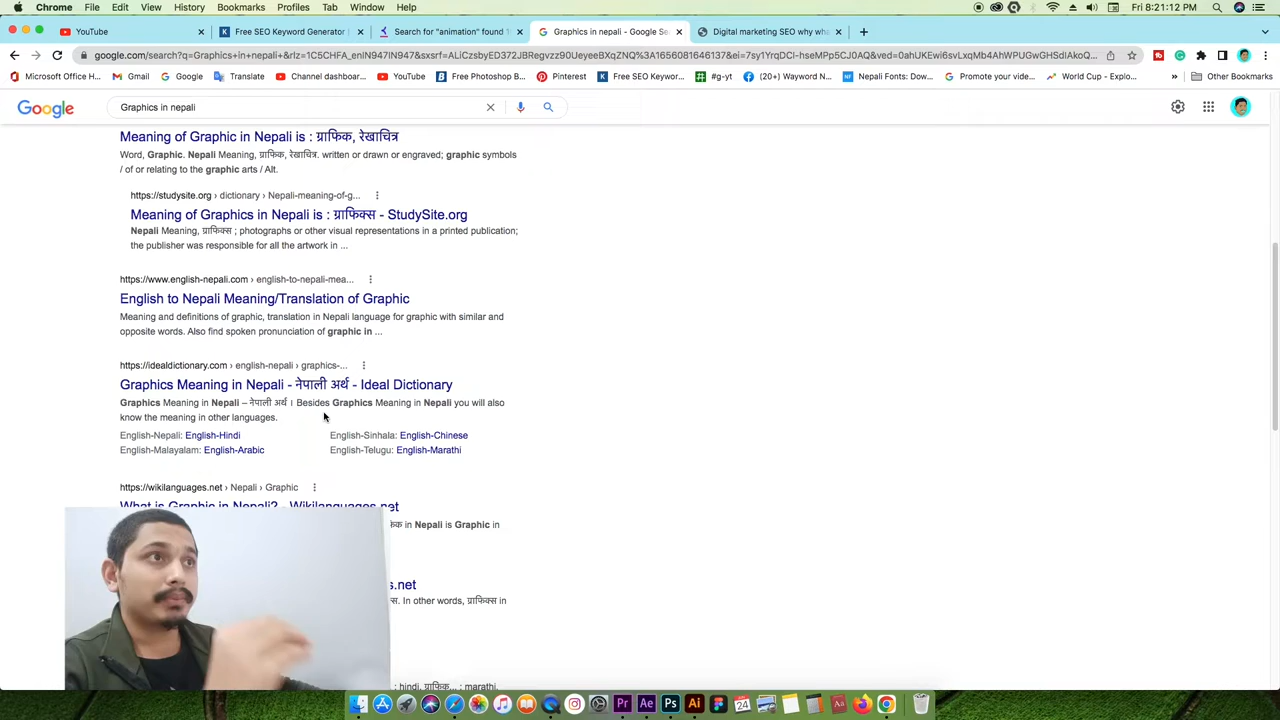 Chrome File Edit View History Bookmarks Profiles Tab Window Help Fri 8:21:12 PM
YouTube
Free SEO Keyword Generator
Search for "animation" found 1
Graphics in nepali - Google Se
Digital marketing SEO why wh
Microsoft Office H... Gmail Google Translate Channel dashboar... YouTube Free Photoshop B... Pinterest Free SEO Keywor... #g-yt (20+) Wayword N... Nepali Fonts: Dow... Promote your vide... World Cup - Explo... » Other Bookmarks
Google Graphics in nepali
Meaning of Graphic in Nepali is : ग्राफिक, रेखाचित्र
Word, Graphic. Nepali Meaning, ग्राफिक, रेखाचित्र. written or drawn or engraved; graphic symbols
/ of or relating to the graphic arts / Alt.
https://studysite.org › dictionary › Nepali-meaning-of-g...
Meaning of Graphics in Nepali is : ग्राफिक्स - StudySite.org
Nepali Meaning, ग्राफिक्स ; photographs or other visual representations in a printed publication;
the publisher was responsible for all the artwork in ...
https://www.english-nepali.com › english-to-nepali-mea...
English to Nepali Meaning/Translation of Graphic
Meaning and definitions of graphic, translation in Nepali language for graphic with similar and
opposite words. Also find spoken pronunciation of graphic in ...
https://idealdictionary.com › english-nepali › graphics-...
Graphics Meaning in Nepali - नेपाली अर्थ - Ideal Dictionary
Graphics Meaning in Nepali – नेपाली अर्थ । Besides Graphics Meaning in Nepali you will also
know the meaning in other languages.
English-Nepali: English-Hindi English-Sinhala: English-Chinese
English-Malayalam: English-Arabic English-Telugu: English-Marathi
https://wikilanguages.net › Nepali › Graphic
What is Graphic in Nepali? - Wikilanguages.net
in Nepali is Graphic in
s.net
In other words, ग्राफिक्स in
: hindi, ग्राफिक... : marathi,